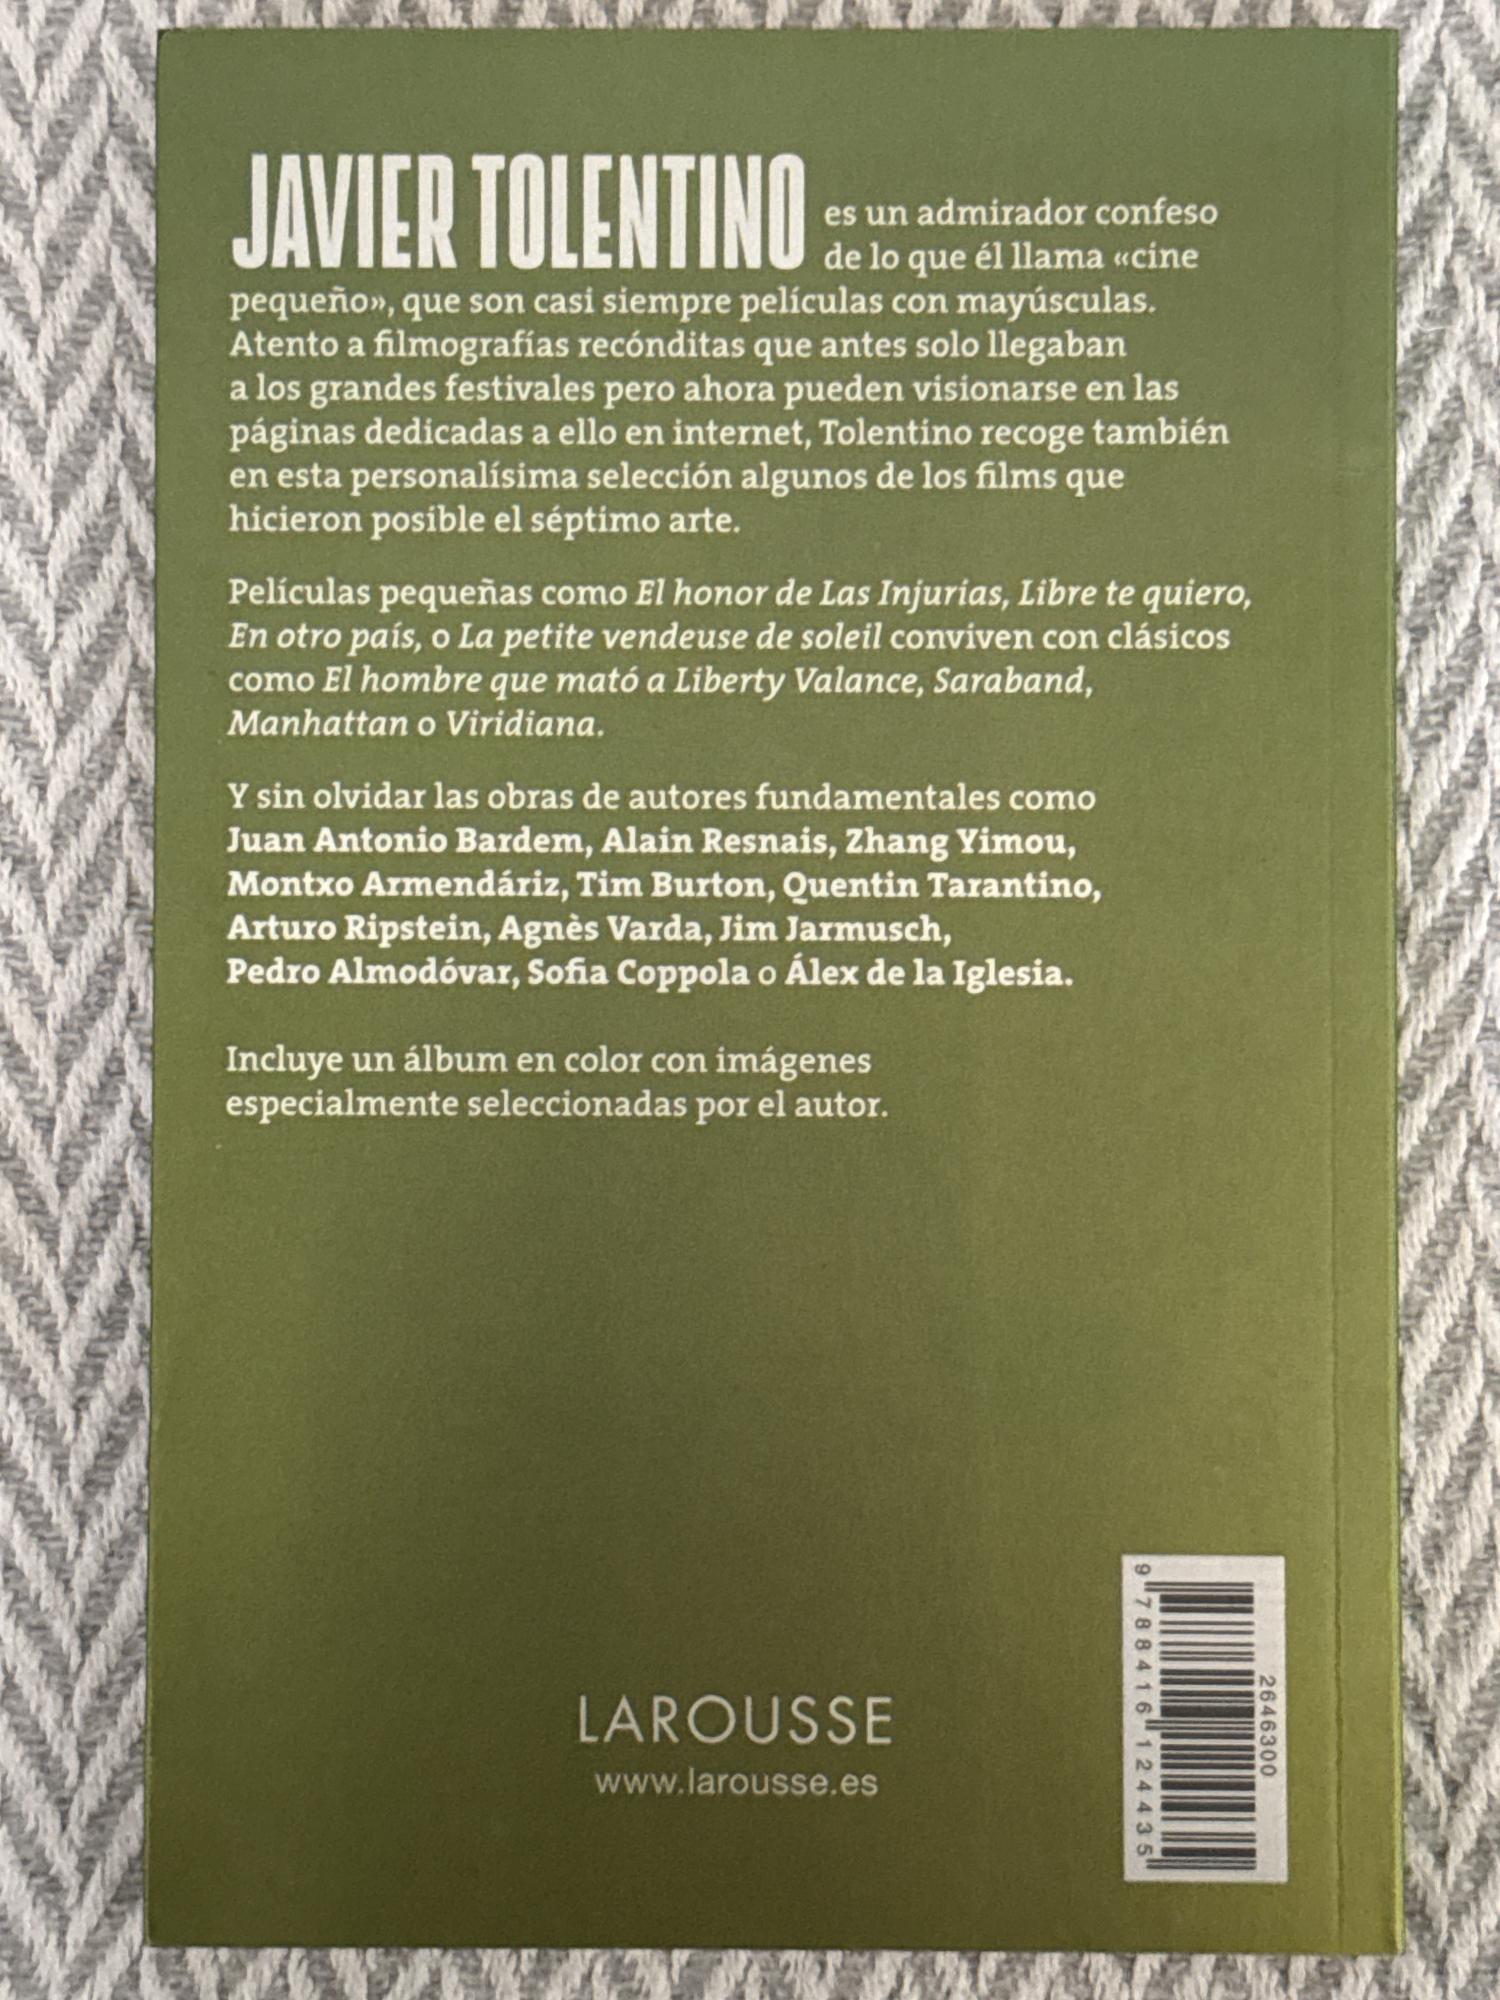 JAVIER TOLENTINO es un admirador confeso
de lo que él llama «cine
pequeño», que son casi siempre películas con mayúsculas.
Atento a filmografías recónditas que antes solo llegaban
a los grandes festivales pero ahora pueden visionarse en las
páginas dedicadas a ello en internet, Tolentino recoge también
en esta personalísima selección algunos de los films que
hicieron posible el séptimo arte.
Películas pequeñas como El honor de Las Injurias, Libre te quiero,
En otro país, o La petite vendeuse de soleil conviven con clásicos
como El hombre que mató a Liberty Valance, Saraband,
Manhattan o Viridiana.
Y sin olvidar las obras de autores fundamentales como
Juan Antonio Bardem, Alain Resnais, Zhang Yimou,
Montxo Armendáriz, Tim Burton, Quentin Tarantino,
Arturo Ripstein, Agnès Varda, Jim Jarmusch,
Pedro Almodóvar, Sofia Coppola o Álex de la Iglesia.
Incluye un álbum en color con imágenes
especialmente seleccionadas por el autor.
LAROUSSE
www.larousse.es
2646300
9 788416 124435